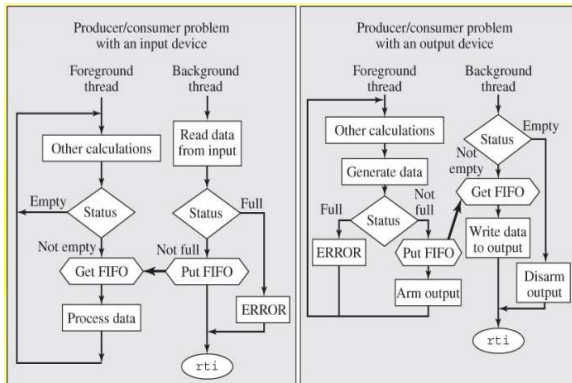 Producer/consumer problem
with an input device
Foreground
thread
Background
thread
Other calculations
Read data
from input
Empty
Status
Status
Full
Not empty
Not full
Get FIFO
Put FIFO
Process data
ERROR
rti
Producer/consumer problem
with an output device
Foreground
thread
Background
thread
Other calculations
Status
Empty
Generate data
Not
empty
Get FIFO
Full
Status
Not
full
ERROR
Put FIFO
Write data
to output
Arm output
Disarm
output
rti